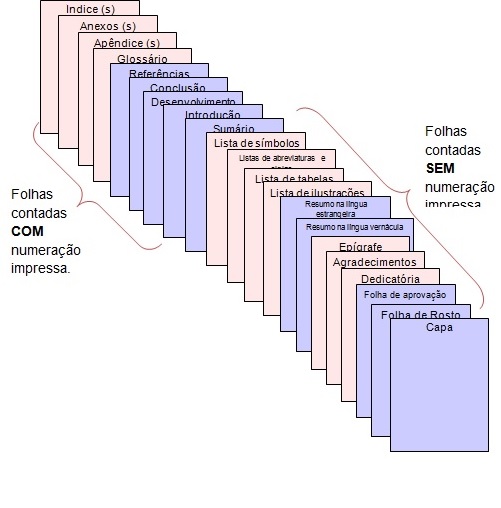 Indice (s)
Anexos (s)
Apêndice (s)
Glossário
Referências
Conclusão
Desenvolvimento
Introdução
Sumário
Lista de símbolos
Listas de abreviaturas e
Lista de tabelas
Lista de ilustrações
Resumo na língua
estrangeira
Resumo na língua vernácula
Epígrafe
Agradecimentos
Dedicatória
Folha de aprovação
Folha de Rosto
Capa
Folhas
contadas
COM
numeração
impressa.
Folhas
contadas
SEM
numeração
impressa